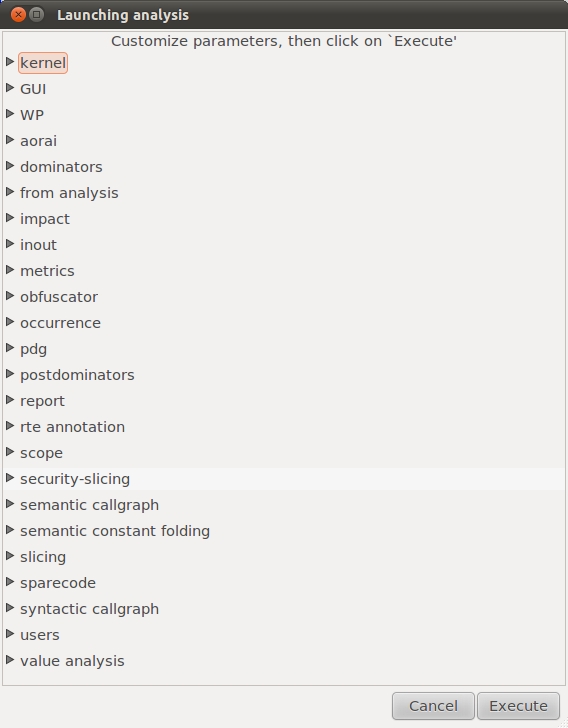 Launching analysis
Customize parameters, then click on `Execute'
kernel
GUI
WP
aorai
dominators
from analysis
impact
inout
metrics
obfuscator
occurrence
pdg
postdominators
report
rte annotation
scope
security-slicing
semantic callgraph
semantic constant folding
slicing
sparecode
syntactic callgraph
users
value analysis
Cancel Execute